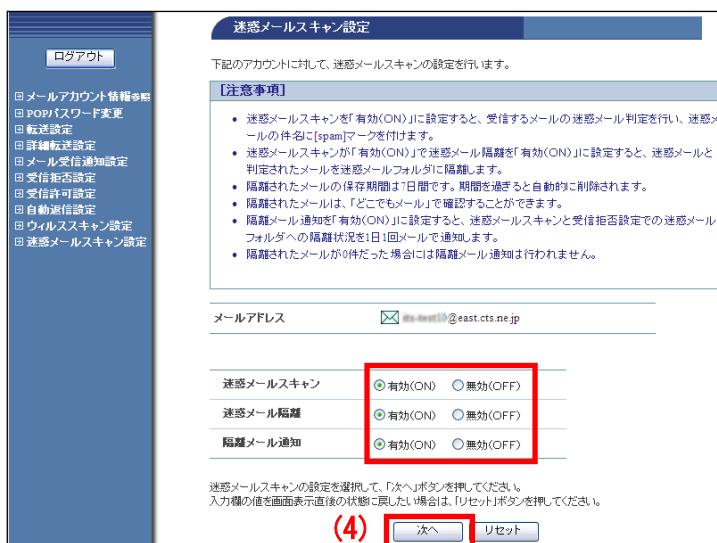 迷惑メールスキャン設定
ログアウト
下記のアカウントに対して、迷惑メールスキャンの設定を行います。
メールアカウント情報参照
POPパスワード変更
転送設定
詳細転送設定
メール受信通知設定
受信拒否設定
受信許可設定
自動返信設定
ウィルススキャン設定
迷惑メールスキャン設定
[注意事項]
迷惑メールスキャンを「有効(ON)」に設定すると、受信するメールの迷惑メール判定を行い、迷惑メ
ールの件名に[spam]マークを付けます。
迷惑メールスキャンが「有効(ON)」で迷惑メール隔離を「有効(ON)」に設定すると、迷惑メールと
判定されたメールを迷惑メールフォルダに隔離します。
隔離されたメールの保存期間は7日間です。期間を過ぎると自動的に削除されます。
隔離されたメールは、「どこでもメール」で確認することができます。
隔離メール通知を「有効(ON)」に設定すると、迷惑メールスキャンと受信拒否設定での迷惑メール
フォルダへの隔離状況を1日1回メールで通知します。
隔離されたメールが0件だった場合には隔離メール通知は行われません。
メールアドレス @east.cts.ne.jp
迷惑メールスキャン 有効(ON) 無効(OFF)
迷惑メール隔離 有効(ON) 無効(OFF)
隔離メール通知 有効(ON) 無効(OFF)
迷惑メールスキャンの設定を選択して、「次へ」ボタンを押してください。
入力欄の値を画面表示直後の状態に戻したい場合は、「リセット」ボタンを押してください。
(4) 次へ リセット